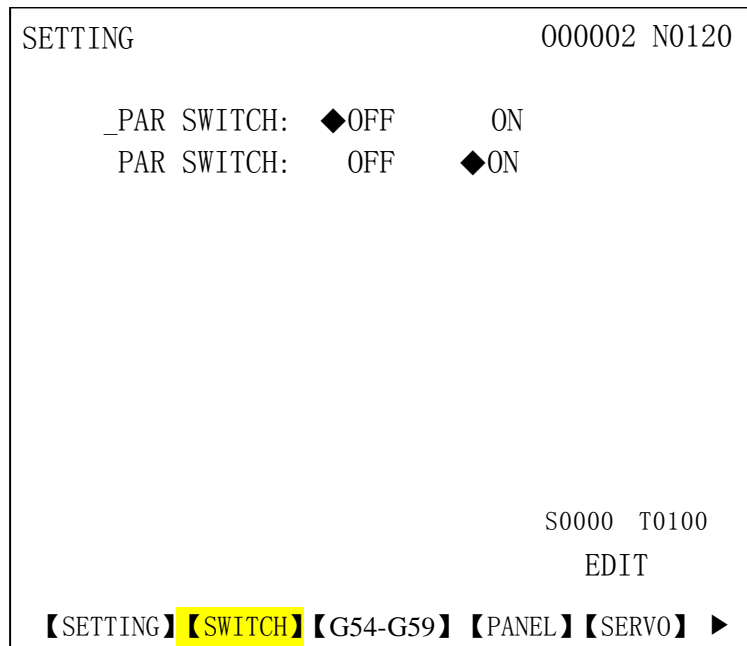 SETTING O00002 N0120
_PAR SWITCH: ◆OFF ON
PAR SWITCH: OFF ◆ON
S0000 T0100
EDIT
【SETTING】【SWITCH】【G54-G59】【PANEL】【SERVO】 ▶